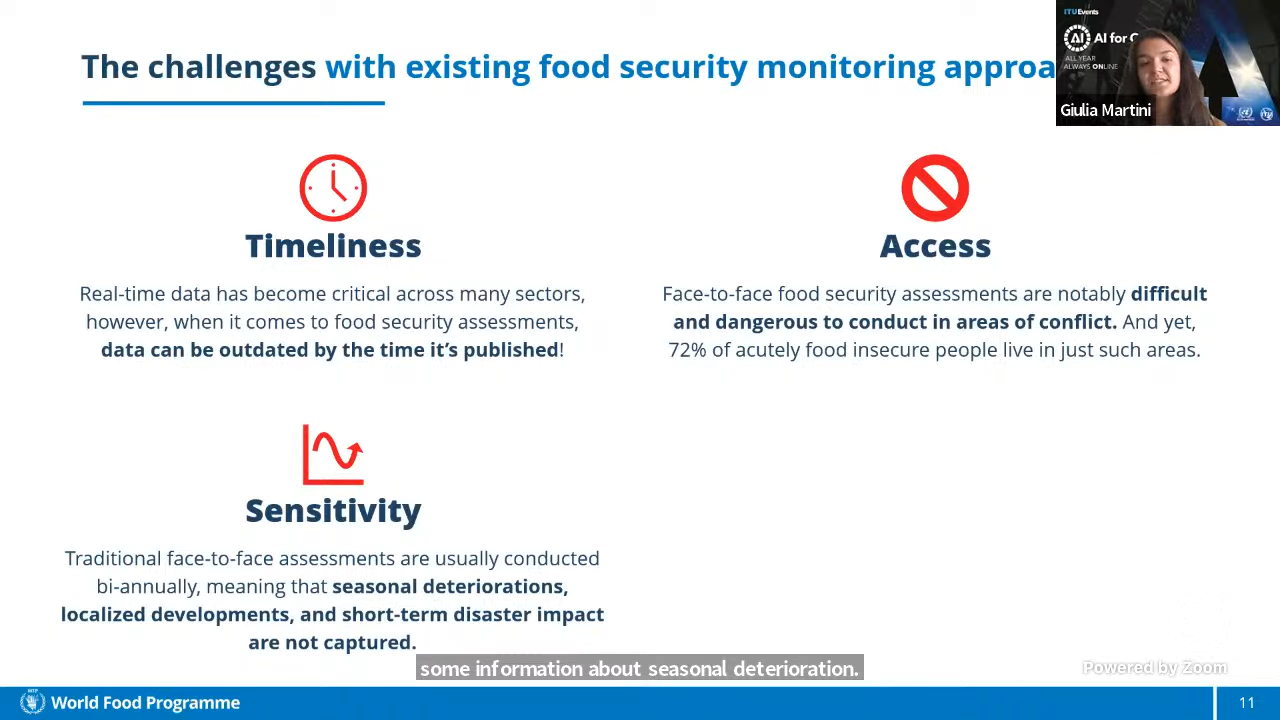 The challenges with existing food security monitoring approa
ITUEvents
AI for G
ALL YEAR
ALWAYS ONLINE
Giulia Martini
Timeliness
Real-time data has become critical across many sectors,
however, when it comes to food security assessments,
data can be outdated by the time it's published!
Access
Face-to-face food security assessments are notably difficult
and dangerous to conduct in areas of conflict. And yet,
72% of acutely food insecure people live in just such areas.
Sensitivity
Traditional face-to-face assessments are usually conducted
bi-annually, meaning that seasonal deteriorations,
localized developments, and short-term disaster impact
are not captured.
some information about seasonal deterioration.
Powered by Zoom
World Food Programme
11